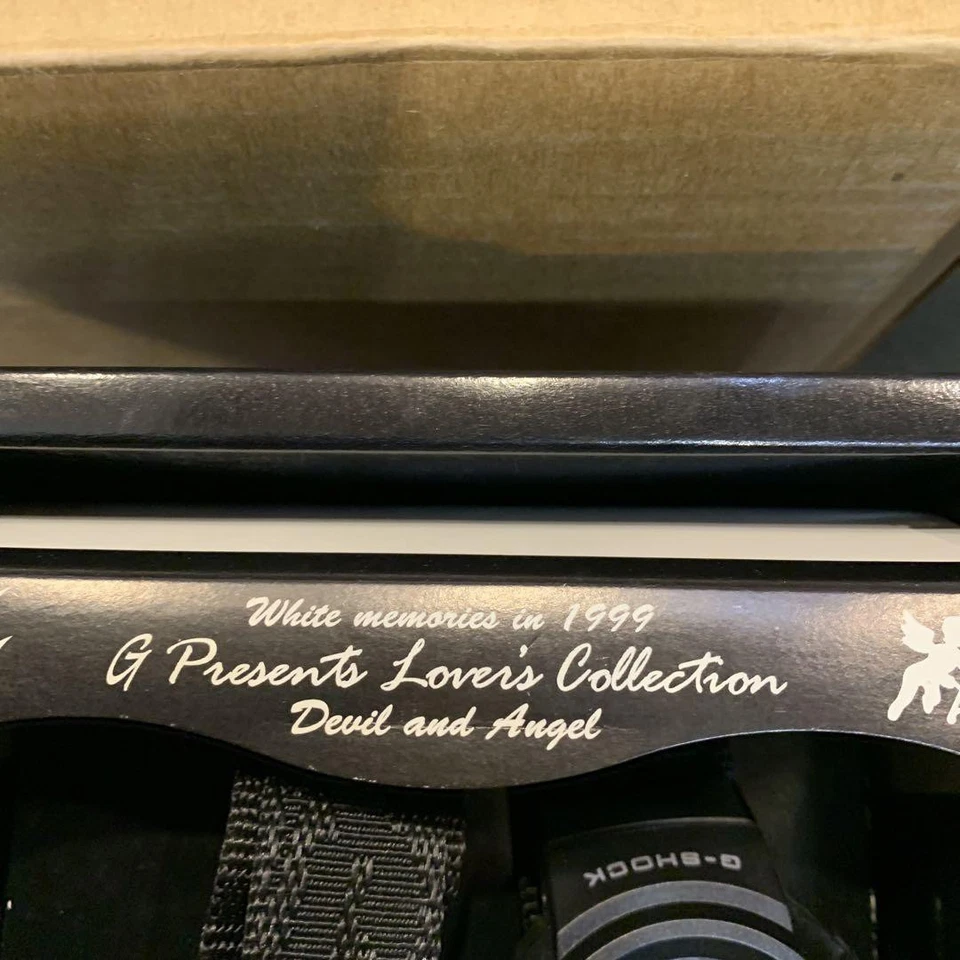 White memories in 1999
G Presents Lover's Collection
Devil and Angel
G-SHOCK